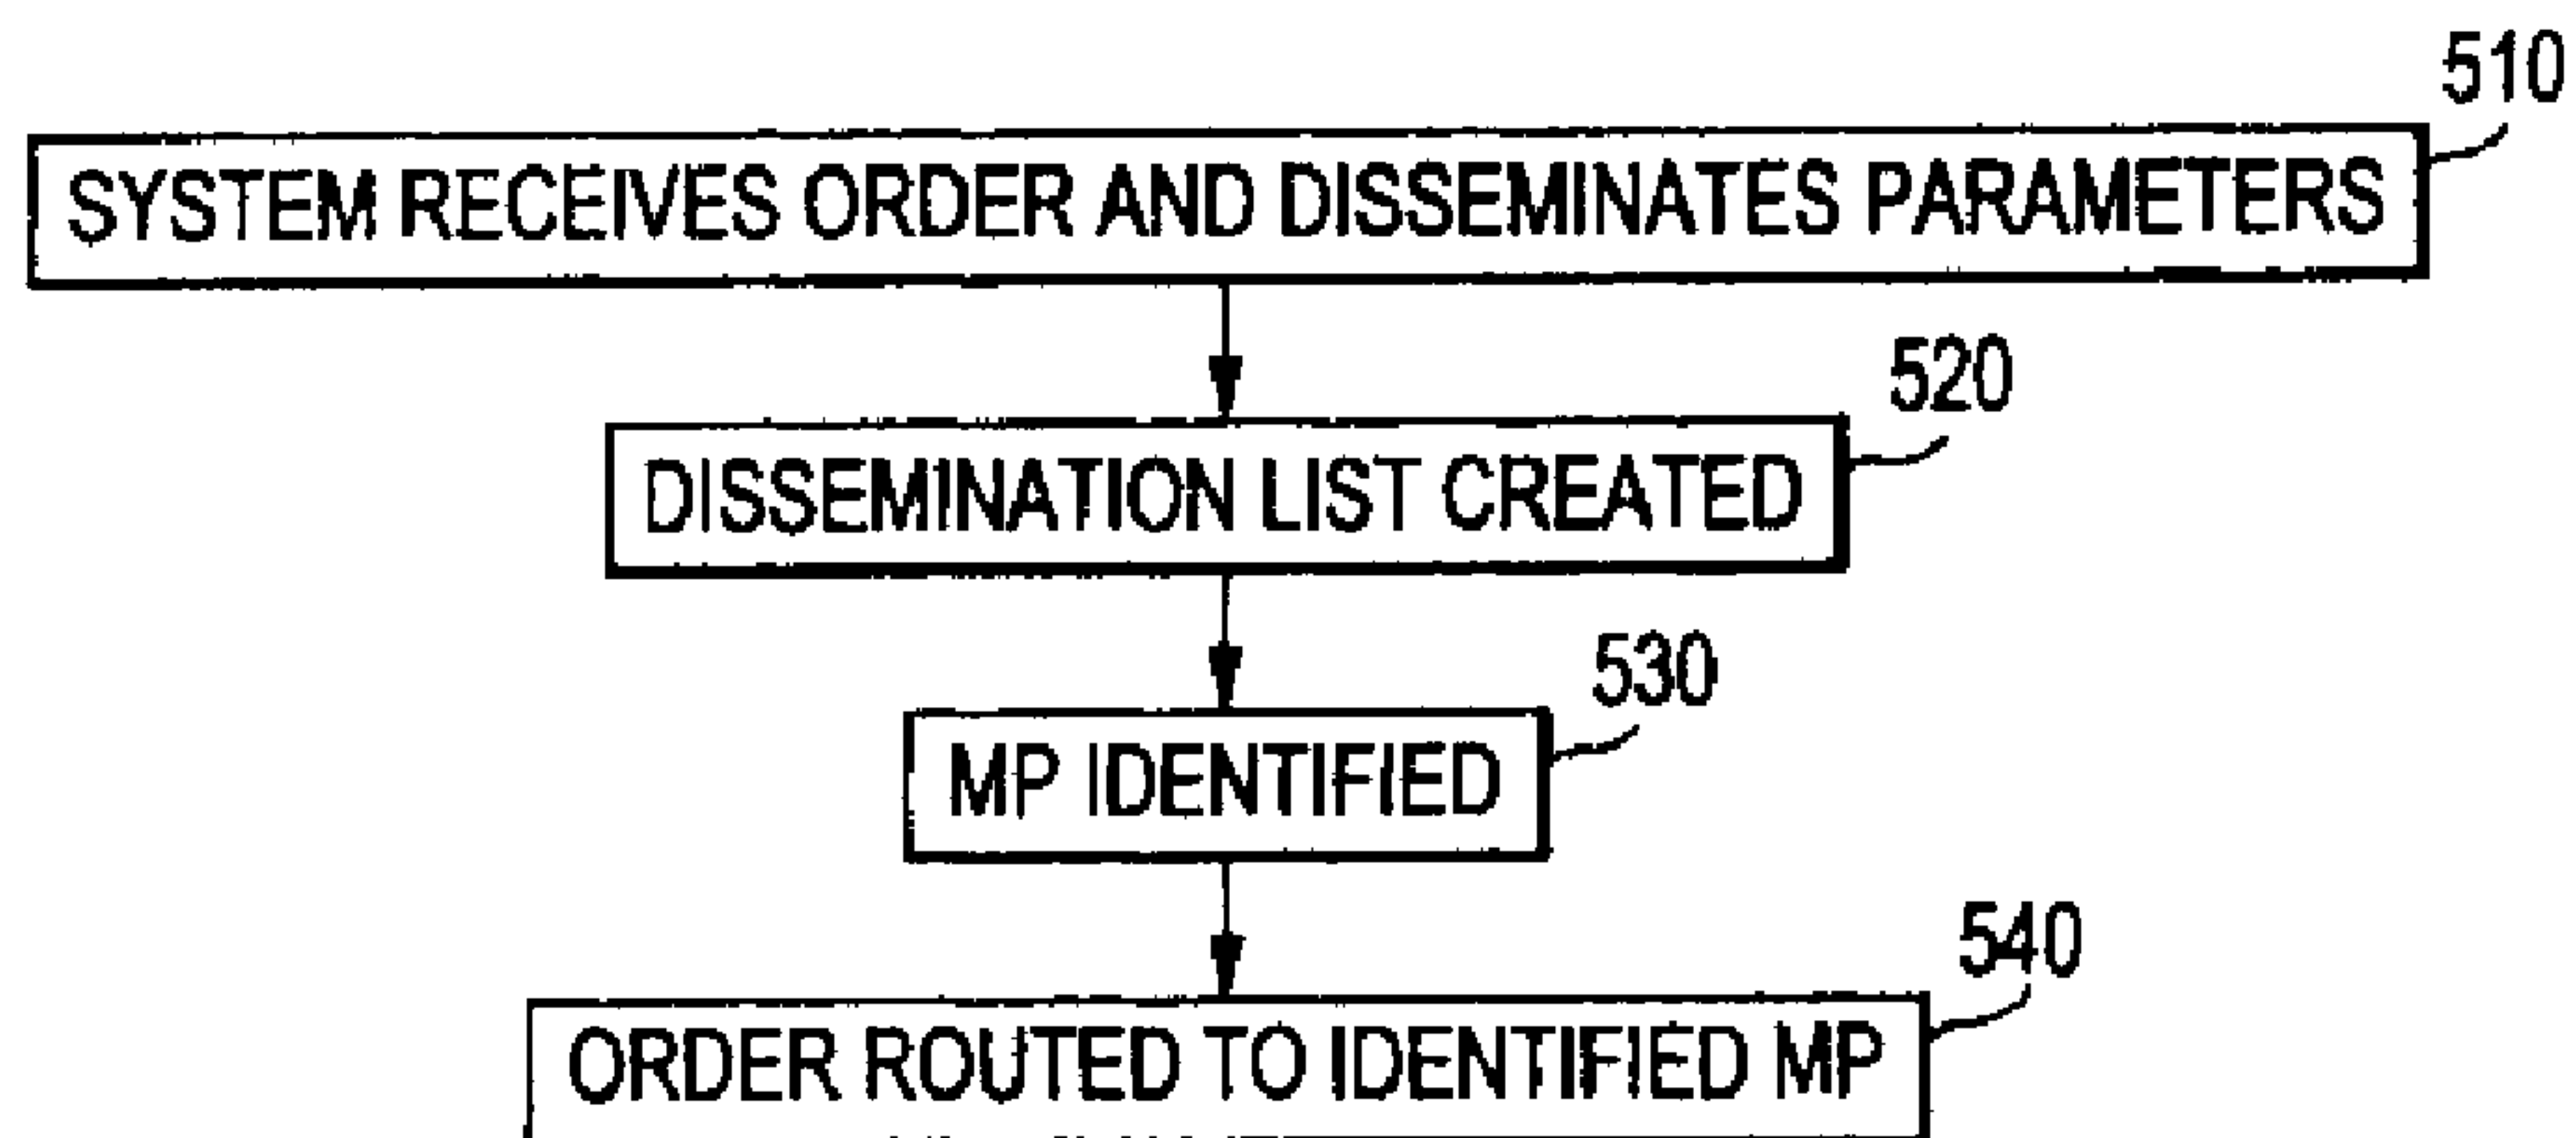 510
SYSTEM RECEIVES ORDER AND DISSEMINATES PARAMETERS
520
DISSEMINATION LIST CREATED
530
MP IDENTIFIED
540
ORDER ROUTED TO IDENTIFIED MP